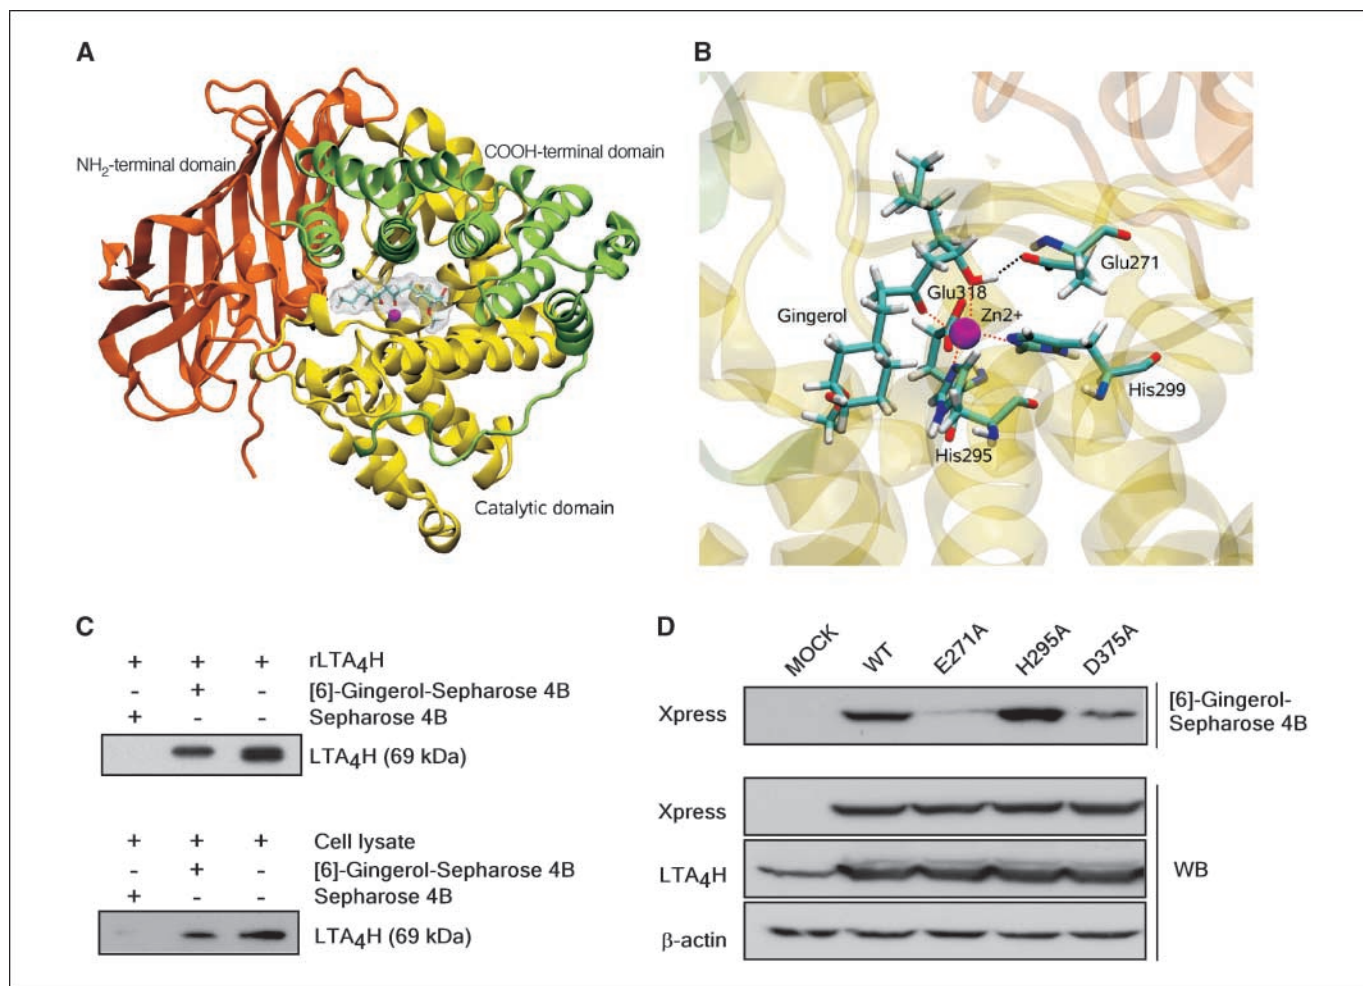 A
NH₂-terminal domain
COOH-terminal domain
Catalytic domain
B
Gingerol
Glu318
Zn2+
Glu271
His299
His295
C
+ + + rLTA₄H
- + - [6]-Gingerol-Sepharose 4B
+ - - Sepharose 4B
LTA₄H (69 kDa)
+ + + Cell lysate
- + - [6]-Gingerol-Sepharose 4B
+ - - Sepharose 4B
LTA₄H (69 kDa)
D
MOCK WT E271A H295A D375A
Xpress
[6]-Gingerol-
Sepharose 4B
Xpress
LTA₄H
β-actin
WB